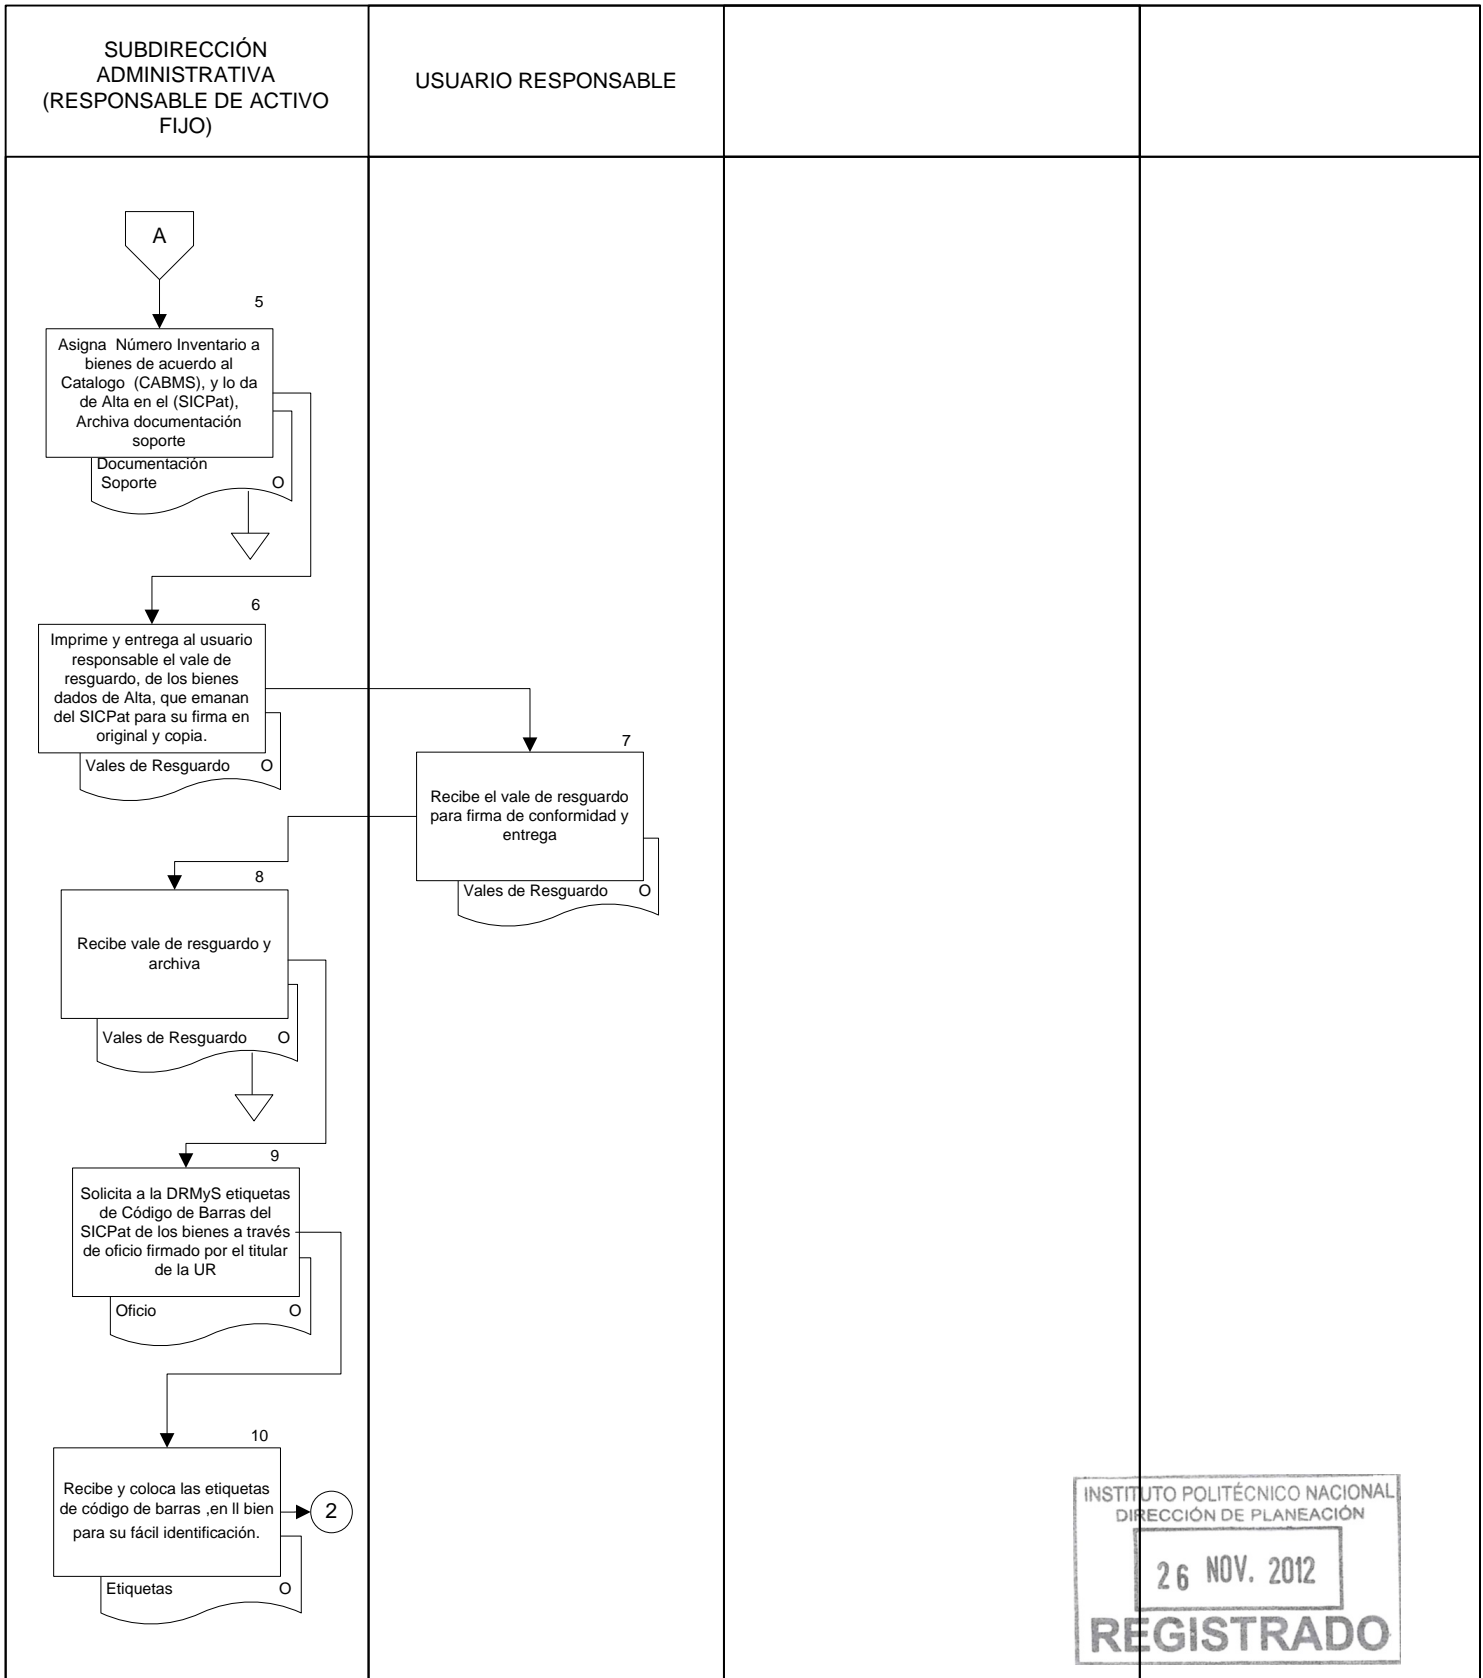 SUBDIRECCIÓN
ADMINISTRATIVA
(RESPONSABLE DE ACTIVO
FIJO)
USUARIO RESPONSABLE
A
5
Asigna Número Inventario a
bienes de acuerdo al
Catalogo (CABMS), y lo da
de Alta en el (SICPat),
Archiva documentación
soporte
Documentación
Soporte O
6
Imprime y entrega al usuario
responsable el vale de
resguardo, de los bienes
dados de Alta, que emanan
del SICPat para su firma en
original y copia.
Vales de Resguardo O
7
Recibe el vale de resguardo
para firma de conformidad y
entrega
Vales de Resguardo O
8
Recibe vale de resguardo y
archiva
Vales de Resguardo O
9
Solicita a la DRMyS etiquetas
de Código de Barras del
SICPat de los bienes a través
de oficio firmado por el titular
de la UR
Oficio O
10
Recibe y coloca las etiquetas
de código de barras ,en ll bien
para su fácil identificación.
2
Etiquetas O
INSTITUTO POLITÉCNICO NACIONAL
DIRECCIÓN DE PLANEACIÓN
26 NOV. 2012
REGISTRADO